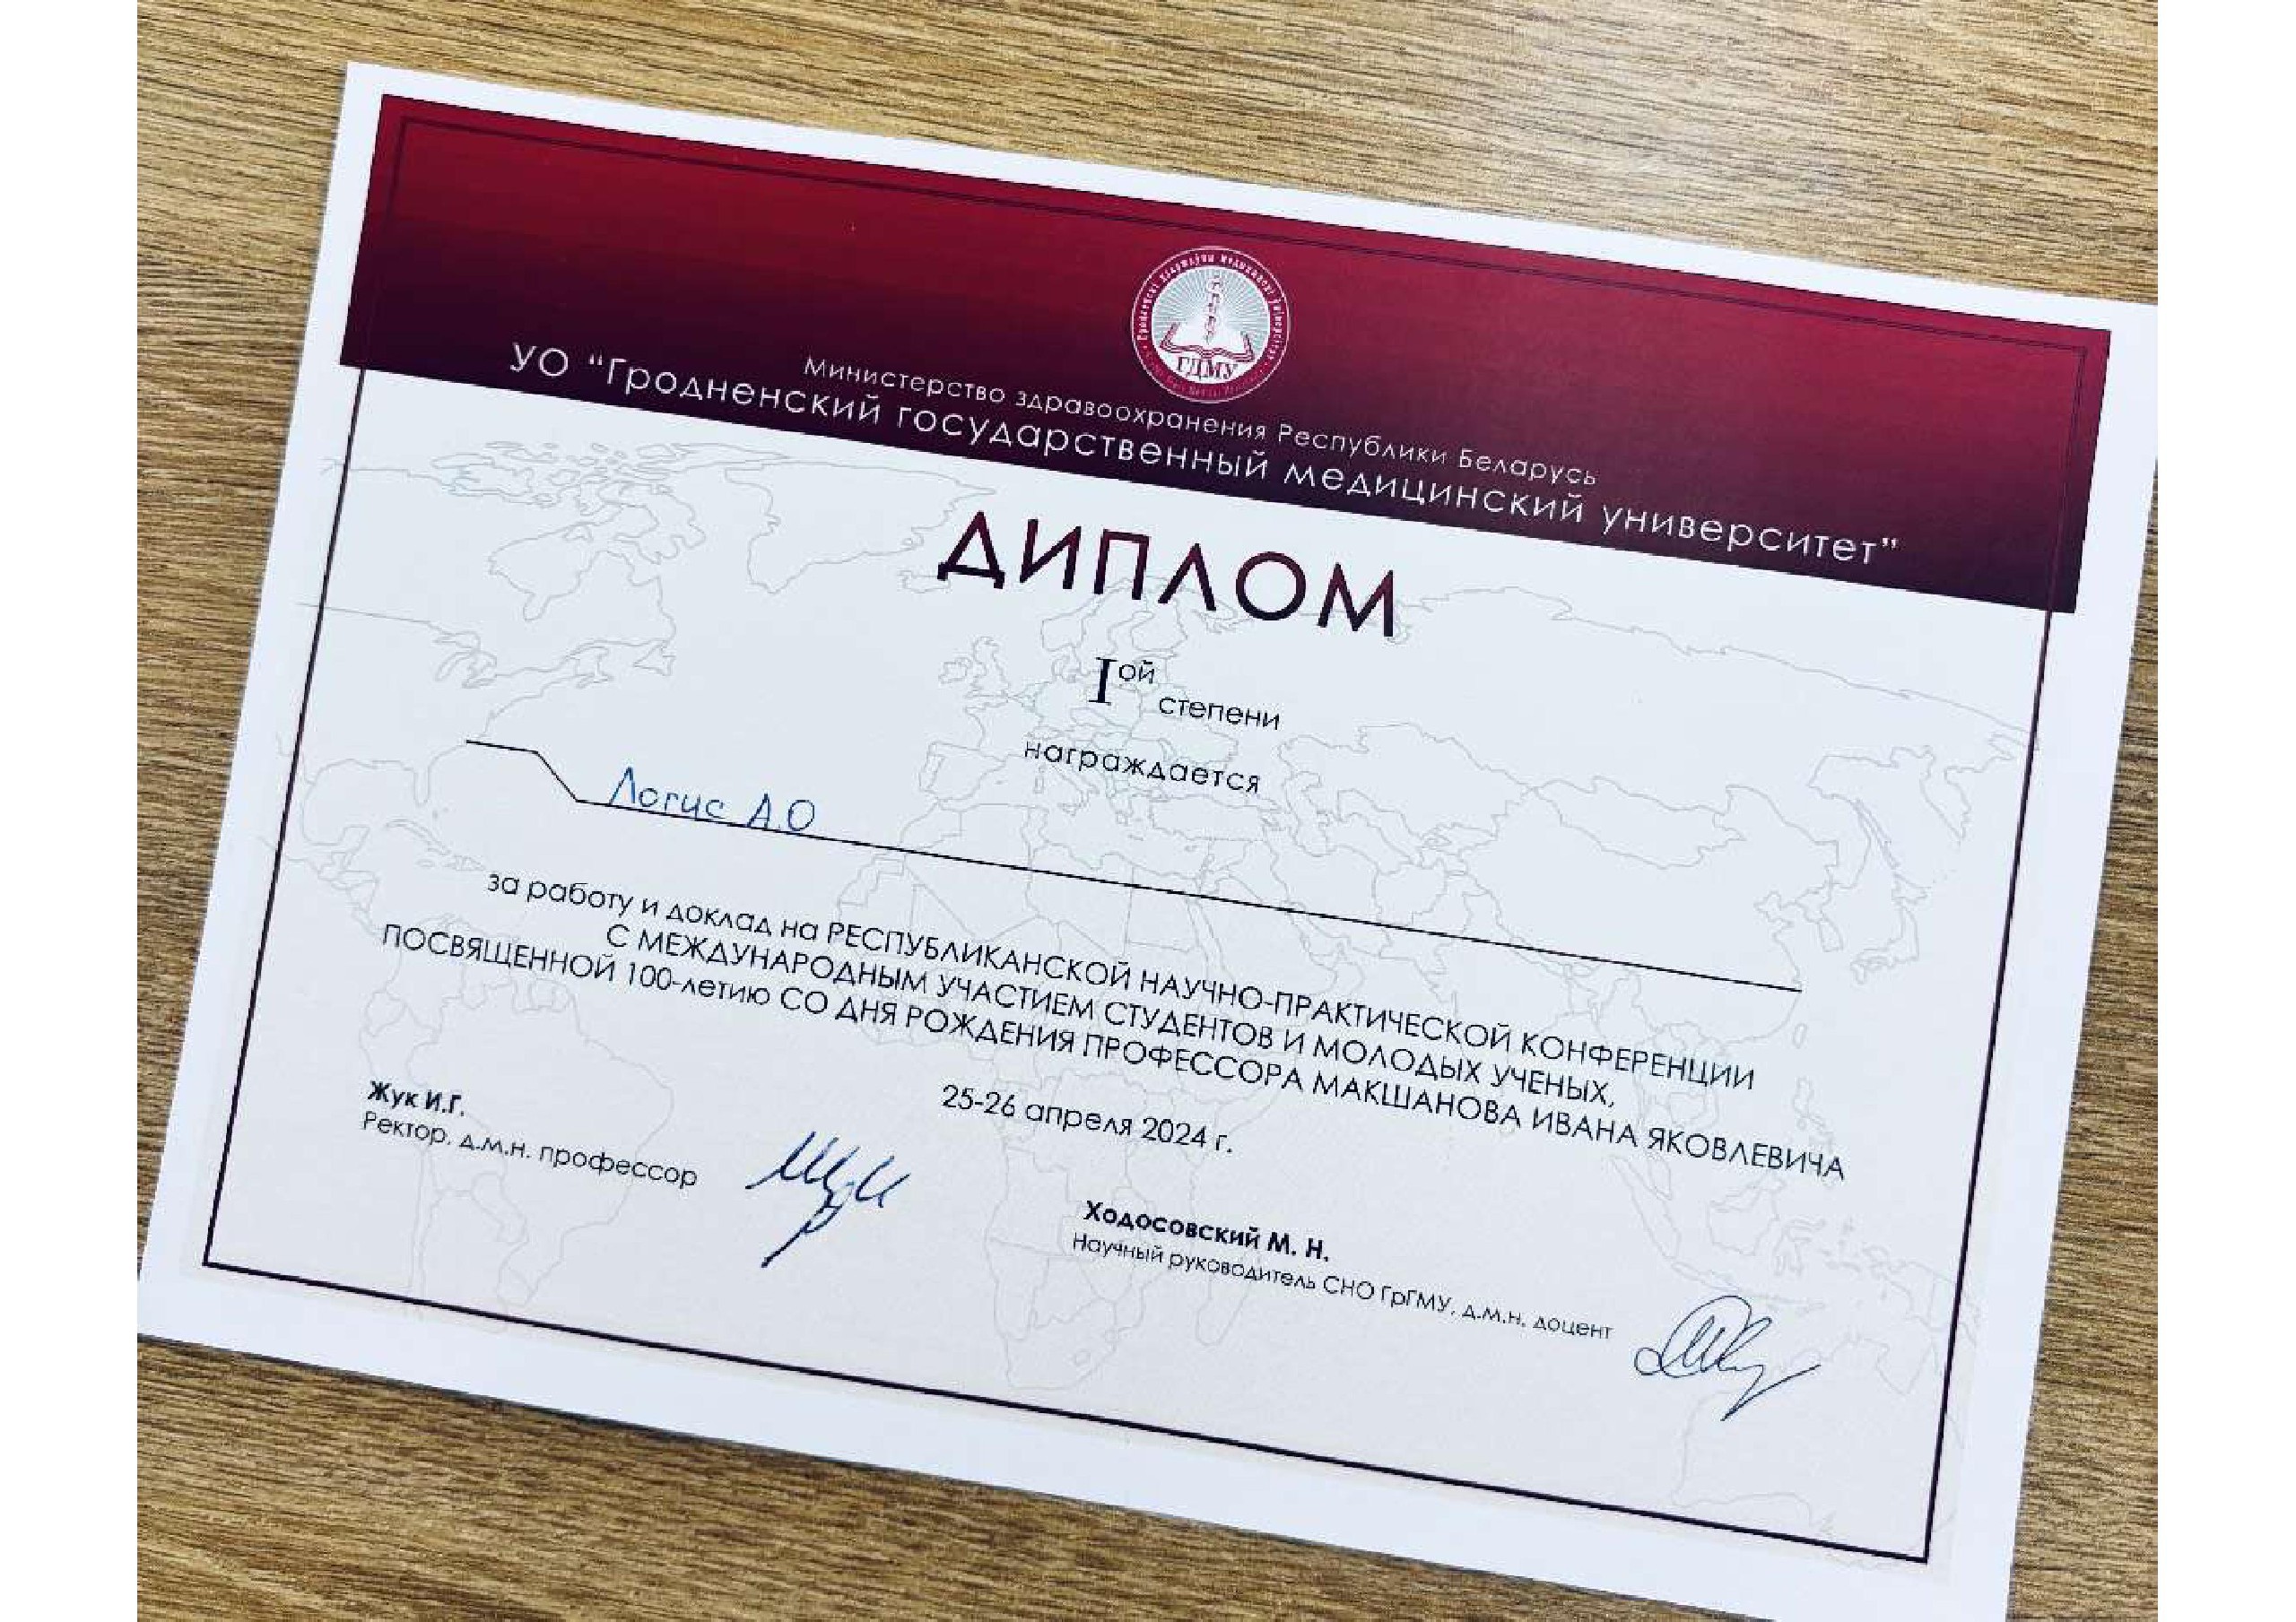 ГДМУ
Министерство здравоохранения Республики Беларусь
УО "Гродненский государственный медицинский университет"
ДИПЛОМ
Iой степени
награждается
Логис А.О
за работу и доклад на РЕСПУБЛИКАНСКОЙ НАУЧНО-ПРАКТИЧЕСКОЙ КОНФЕРЕНЦИИ
С МЕЖДУНАРОДНЫМ УЧАСТИЕМ СТУДЕНТОВ И МОЛОДЫХ УЧЕНЫХ,
ПОСВЯЩЕННОЙ 100-летию СО ДНЯ РОЖДЕНИЯ ПРОФЕССОРА МАКШАНОВА ИВАНА ЯКОВЛЕВИЧА
25-26 апреля 2024 г.
Жук И.Г.
Ректор, д.м.н. профессор
Ходосовский М. Н.
Научный руководитель СНО ГрГМУ, д.м.н, доцент